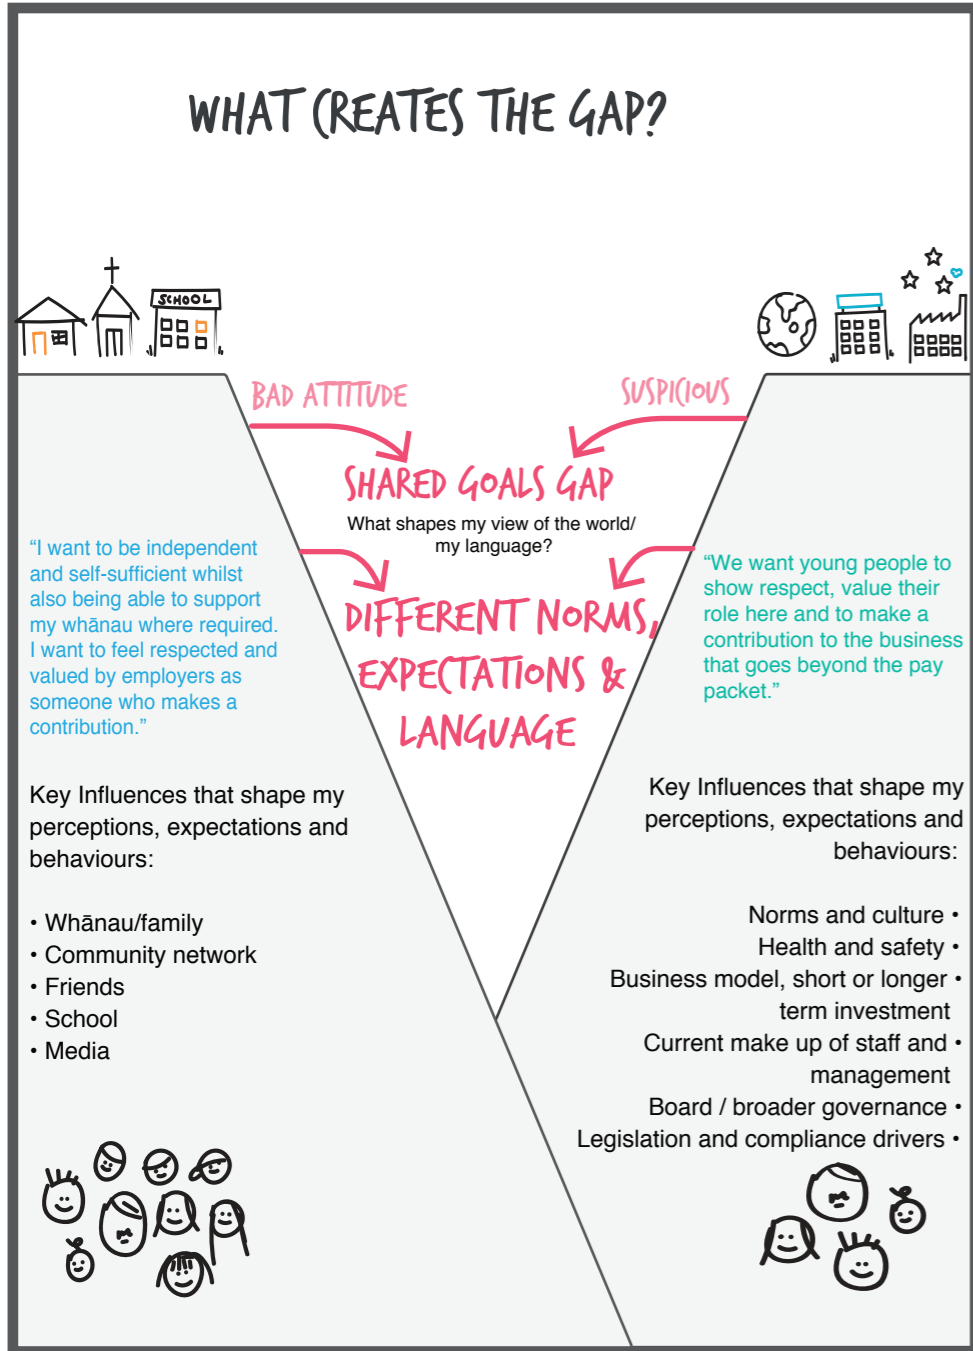 WHAT CREATES THE GAP?
SCHOOL
BAD ATTITUDE
SUSPICIOUS
SHARED GOALS GAP
What shapes my view of the world/
my language?
DIFFERENT NORMS,
EXPECTATIONS &
LANGUAGE
“I want to be independent
and self-sufficient whilst
also being able to support
my whānau where required.
I want to feel respected and
valued by employers as
someone who makes a
contribution.”
Key Influences that shape my
perceptions, expectations and
behaviours:
• Whānau/family
• Community network
• Friends
• School
• Media
“We want young people to
show respect, value their
role here and to make a
contribution to the business
that goes beyond the pay
packet.”
Key Influences that shape my
perceptions, expectations and
behaviours:
Norms and culture •
Health and safety •
Business model, short or longer •
term investment
Current make up of staff and •
management
Board / broader governance •
Legislation and compliance drivers •